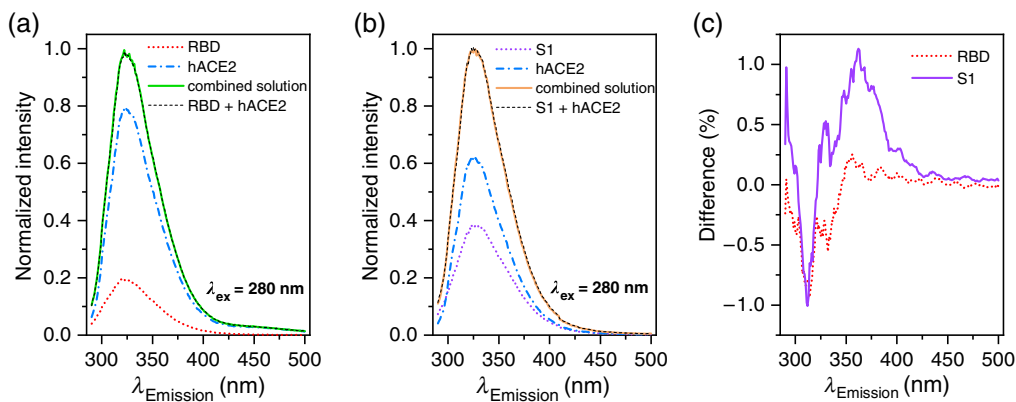 (a)
Normalized intensity
1.0
0.8
0.6
0.4
0.2
0.0
RBD
hACE2
combined solution
RBD + hACE2
λex = 280 nm
300
350
400
450
500
λEmission (nm)
(b)
Normalized intensity
1.0
0.8
0.6
0.4
0.2
0.0
S1
hACE2
combined solution
S1 + hACE2
λex = 280 nm
300
350
400
450
500
λEmission (nm)
(c)
Difference (%)
1.0
0.5
0.0
−0.5
−1.0
RBD
S1
300
350
400
450
500
λEmission (nm)